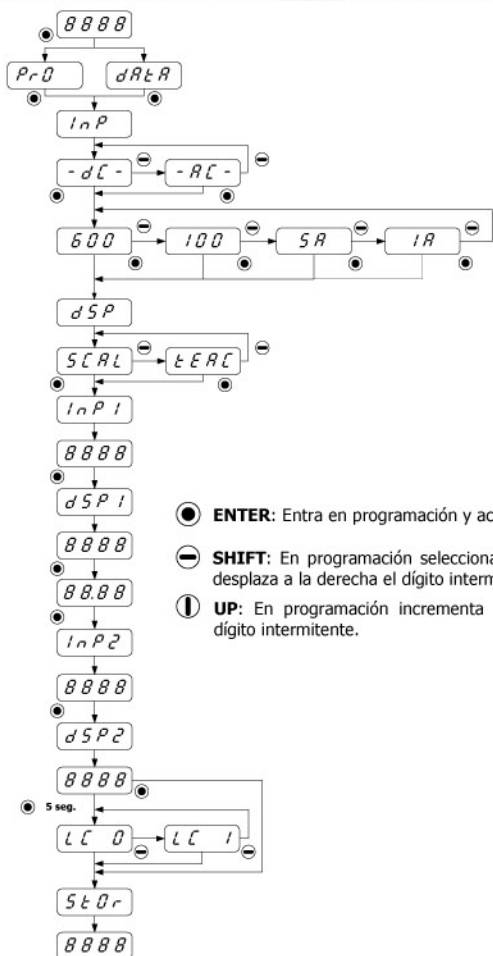 8888
Pr0 dAtA
InP
- dC - - AC -
600 100 5A 1A
dSP
SCAL tEAC
InP1
8888
dSP1
ENTER: Entra en programación y ac
8888
SHIFT: En programación selecciona
desplaza a la derecha el dígito interm
88.88
UP: En programación incrementa
dígito intermitente.
InP2
8888
dSP2
8888
5 seg.
LC 0 LC 1
St0r
8888